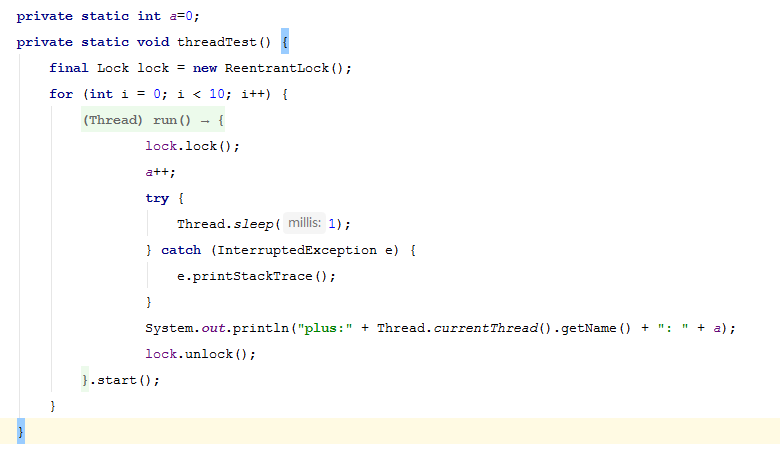 private static int a=0;
private static void threadTest() {
final Lock lock = new ReentrantLock();
for (int i = 0; i < 10; i++) {
(Thread) run() → {
lock.lock();
a++;
try {
Thread.sleep( millis: 1);
} catch (InterruptedException e) {
e.printStackTrace();
}
System.out.println("plus:" + Thread.currentThread().getName() + ": " + a);
lock.unlock();
}.start();
}
}